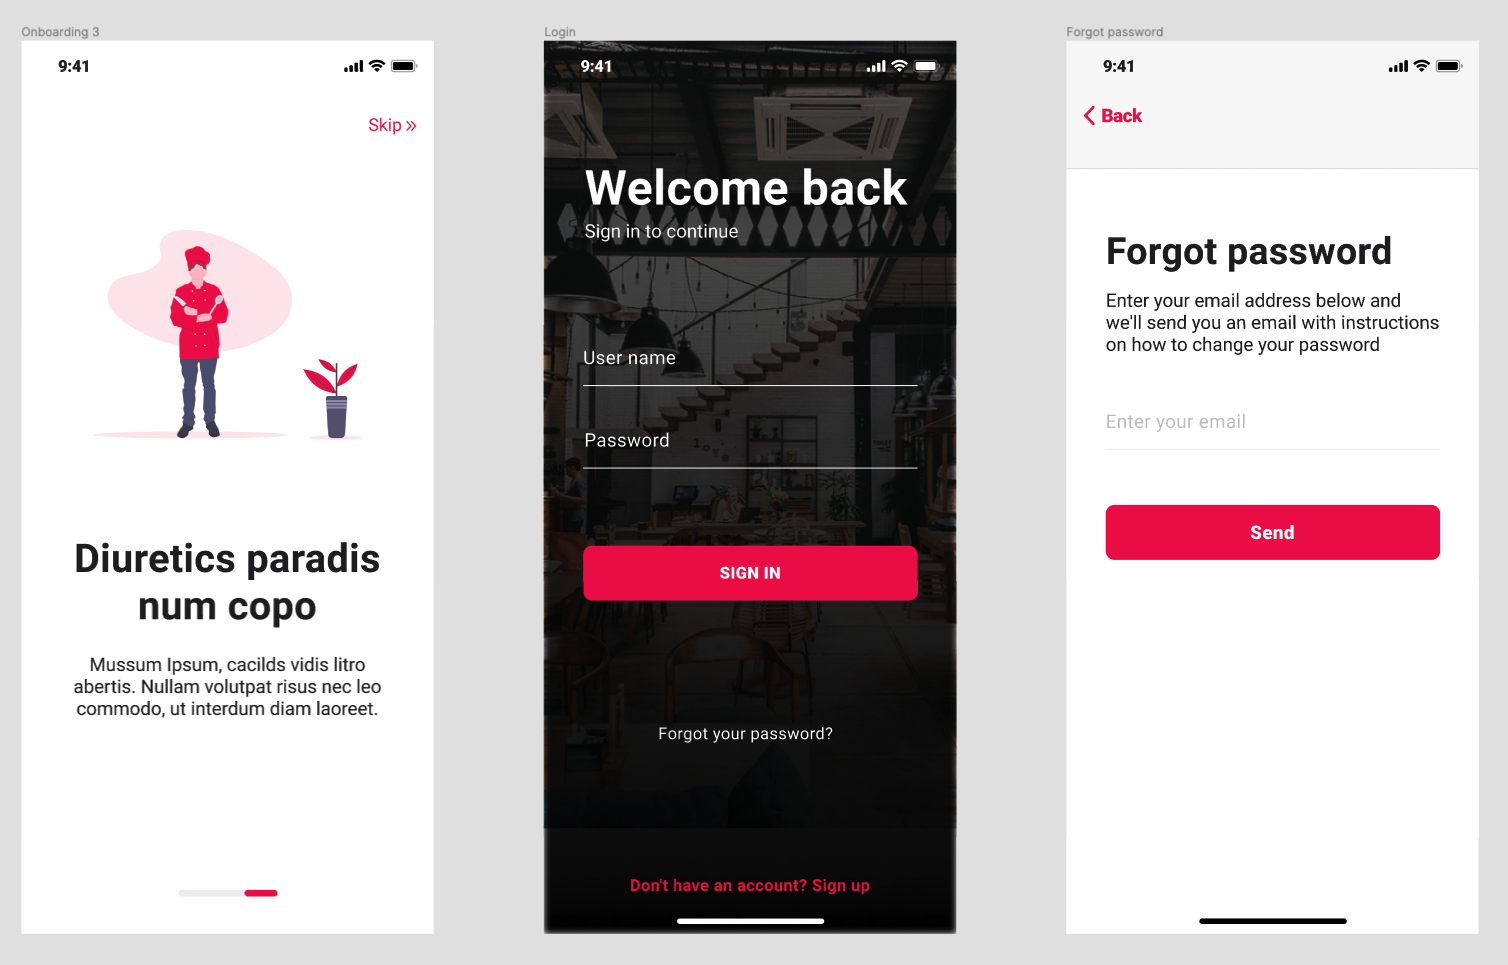 Onboarding 3
9:41
Skip »
Diuretics paradis
num copo
Mussum Ipsum, cacilds vidis litro
abertis. Nullam volutpat risus nec leo
commodo, ut interdum diam laoreet.
Login
9:41
Welcome back
Sign in to continue
User name
Password
SIGN IN
Forgot your password?
Don't have an account? Sign up
Forgot password
9:41
Back
Forgot password
Enter your email address below and
we'll send you an email with instructions
on how to change your password
Enter your email
Send